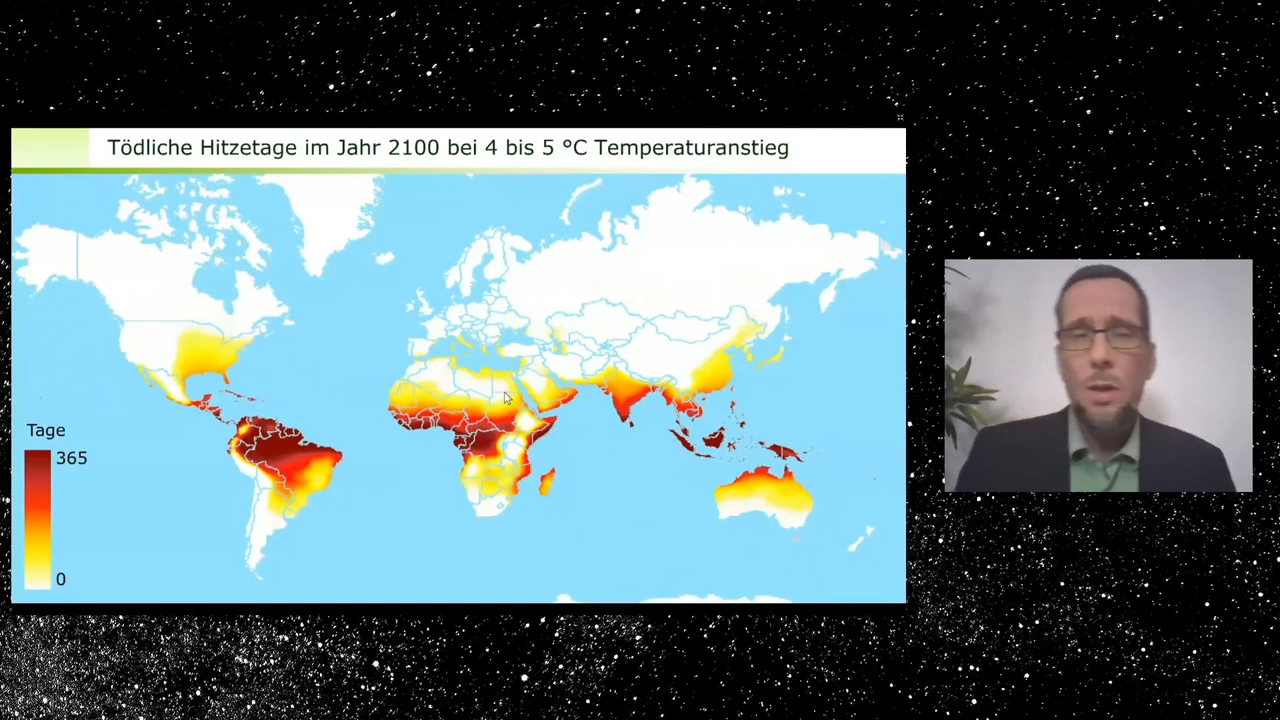 Tödliche Hitzetage im Jahr 2100 bei 4 bis 5 °C Temperaturanstieg
Tage
365
0